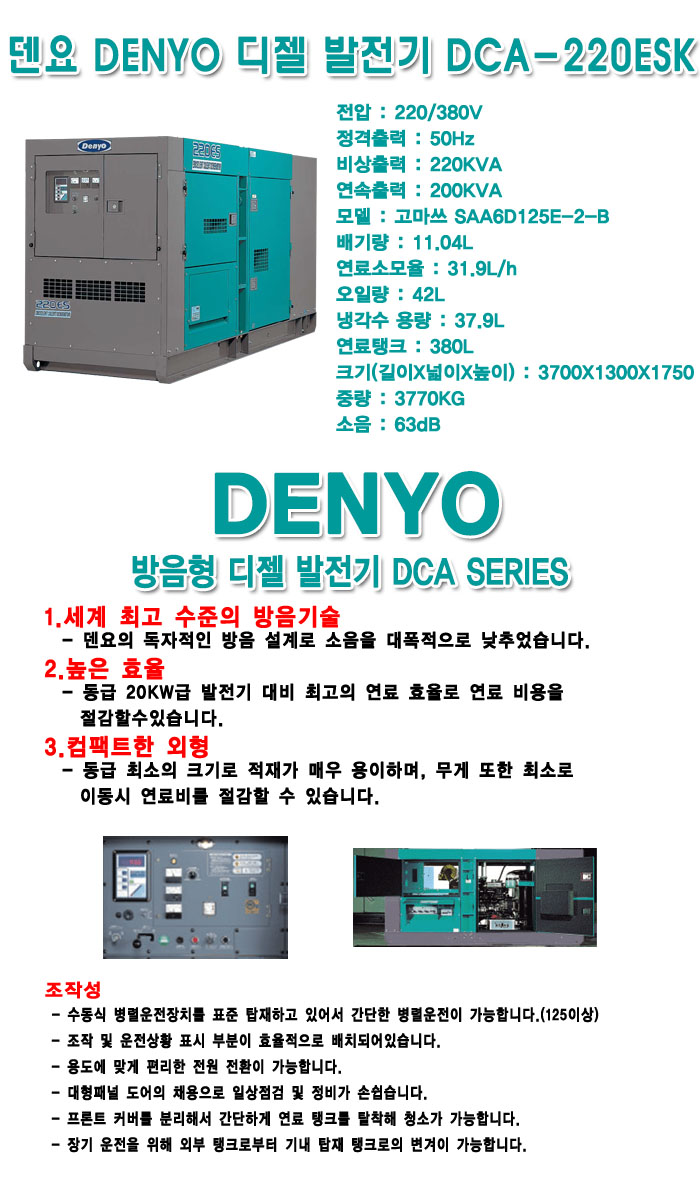 덴요 DENYO 디젤 발전기 DCA-220ESK
Denyo
220ES
220ES
전압 : 220/380V
정격출력 : 50Hz
비상출력 : 220KVA
연속출력 : 200KVA
모델 : 고마쓰 SAA6D125E-2-B
배기량 : 11.04L
연료소모율 : 31.9L/h
오일량 : 42L
냉각수 용량 : 37.9L
연료탱크 : 380L
크기(길이X넓이X높이) : 3700X1300X1750
중량 : 3770KG
소음 : 63dB
DENYO
방음형 디젤 발전기 DCA SERIES
1.세계 최고 수준의 방음기술
- 덴요의 독자적인 방음 설계로 소음을 대폭적으로 낮추었습니다.
2.높은 효율
- 동급 20KW급 발전기 대비 최고의 연료 효율로 연료 비용을
절감할수있습니다.
3.컴팩트한 외형
- 동급 최소의 크기로 적재가 매우 용이하며, 무게 또한 최소로
이동시 연료비를 절감할 수 있습니다.
조작성
- 수동식 병렬운전장치를 표준 탑재하고 있어서 간단한 병렬운전이 가능합니다.(125이상)
- 조작 및 운전상황 표시 부분이 효율적으로 배치되어있습니다.
- 용도에 맞게 편리한 전원 전환이 가능합니다.
- 대형패널 도어의 채용으로 일상점검 및 정비가 손쉽습니다.
- 프론트 커버를 분리해서 간단하게 연료 탱크를 탈착해 청소가 가능합니다.
- 장기 운전을 위해 외부 탱크로부터 기내 탑재 탱크로의 변겨이 가능합니다.